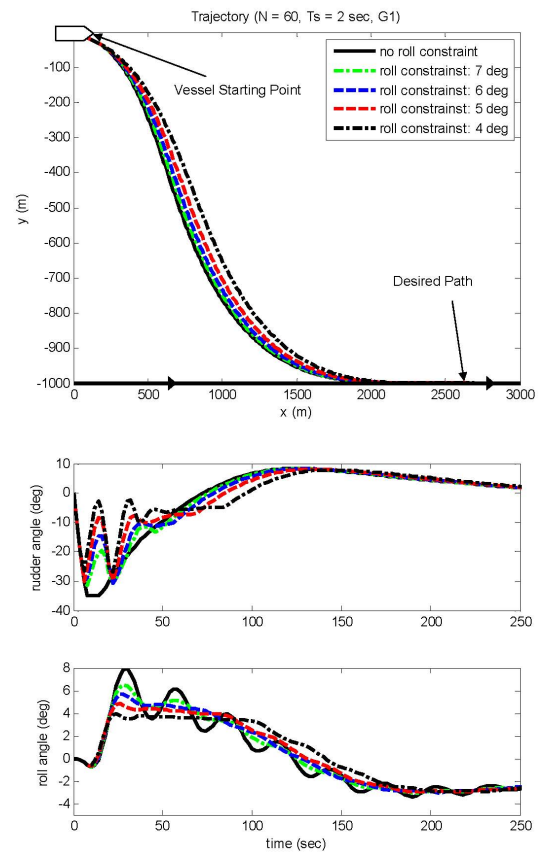 Trajectory (N = 60, Ts = 2 sec, G1)
0
-100
-200
-300
-400
-500
-600
-700
-800
-900
-1000
y (m)
Vessel Starting Point
no roll constraint
roll constrainst: 7 deg
roll constrainst: 6 deg
roll constrainst: 5 deg
roll constrainst: 4 deg
Desired Path
0 500 1000 1500 2000 2500 3000
x (m)
10
0
-10
-20
-30
-40
rudder angle (deg)
0 50 100 150 200 250
8
6
4
2
0
-2
-4
roll angle (deg)
0 50 100 150 200 250
time (sec)